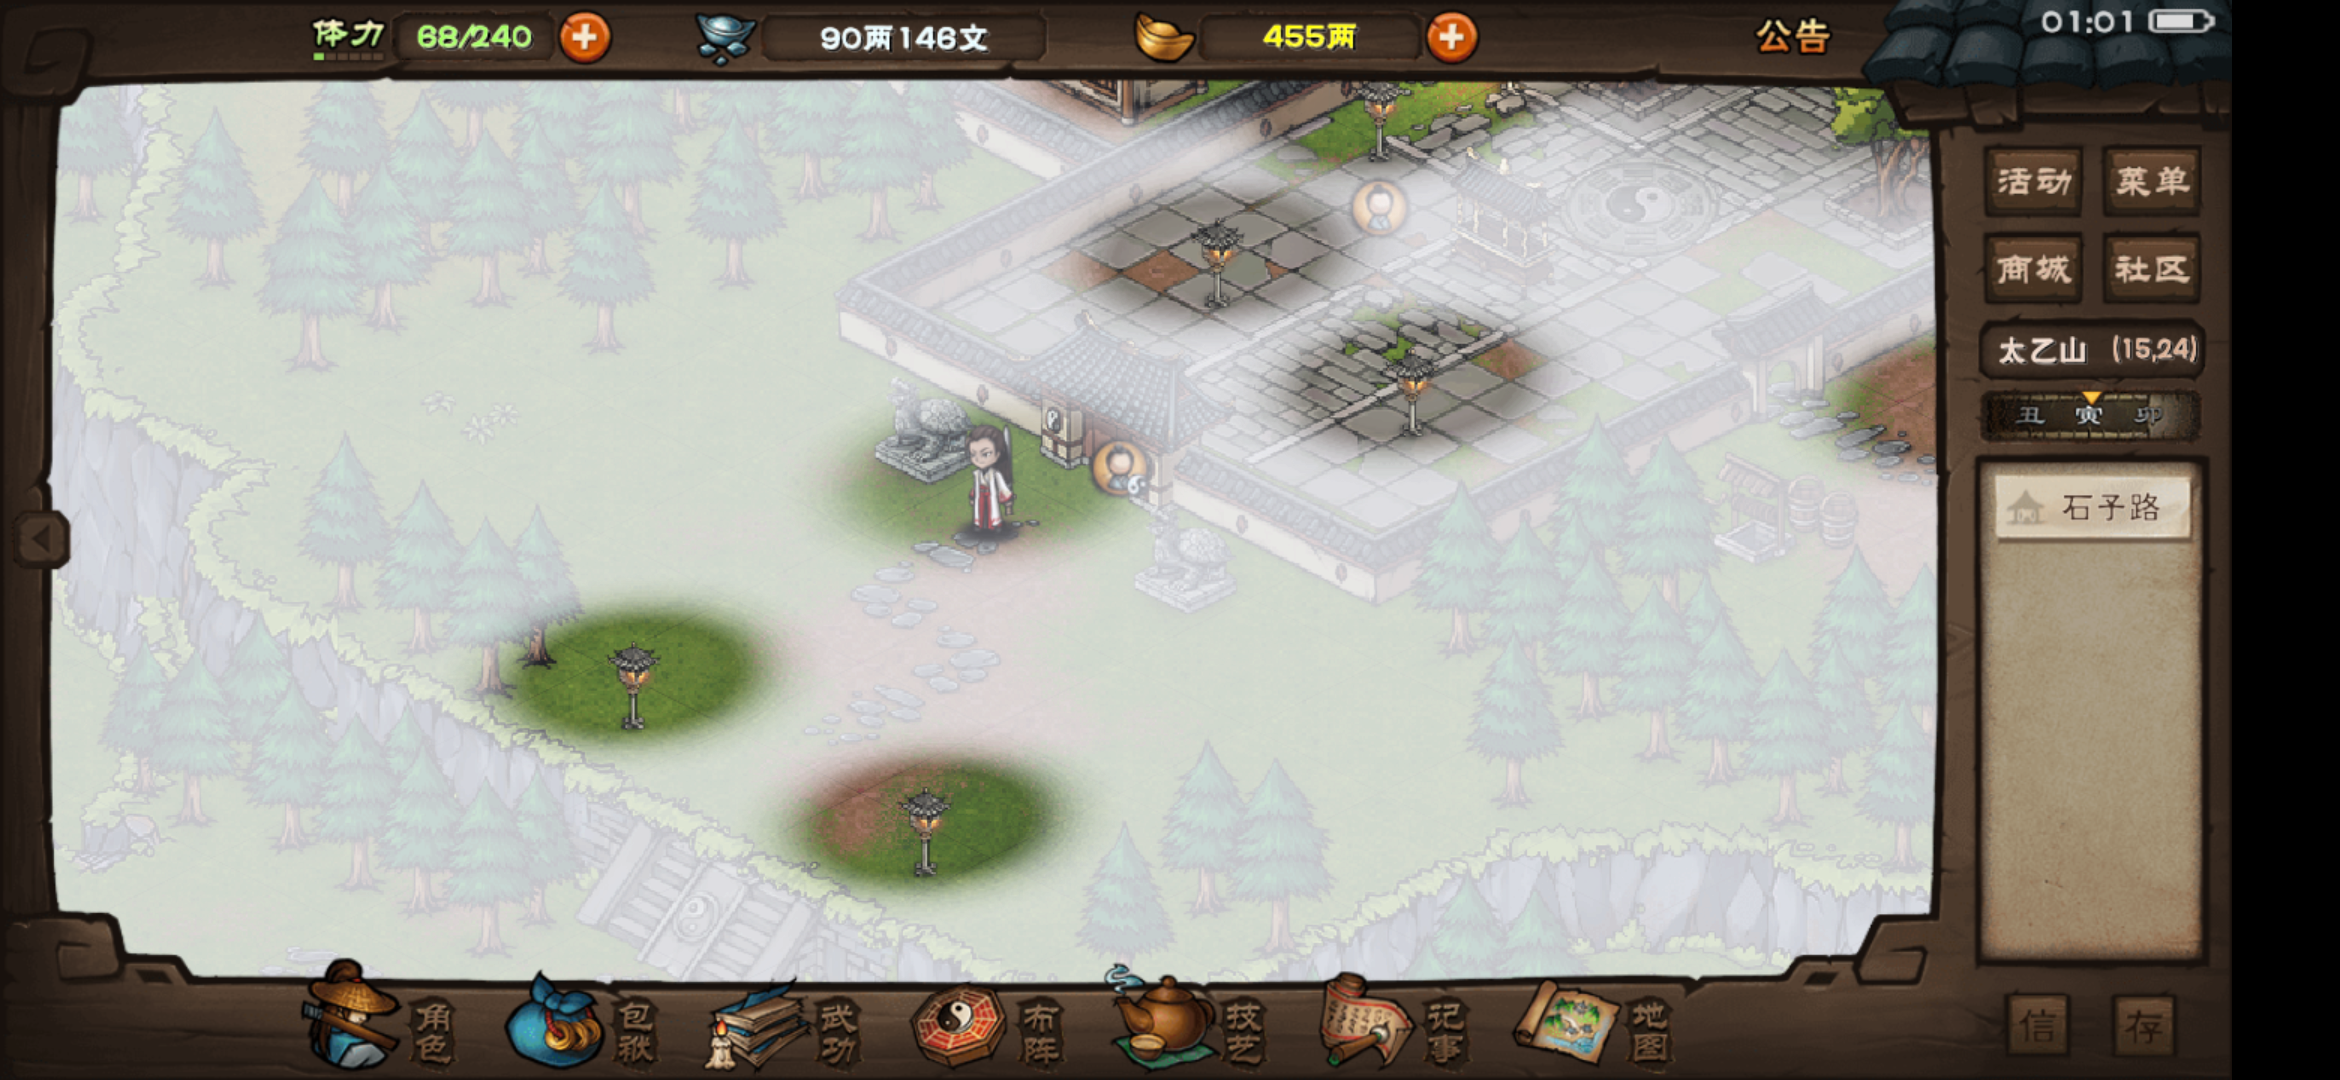 体力 68/240 90两146文 455两 公告 01:01
活动 菜单
商城 社区
太乙山 (15,24)
丑 寅 卯
石子路
角色 包袱 武功 布阵 技艺 记事 地图 信 存